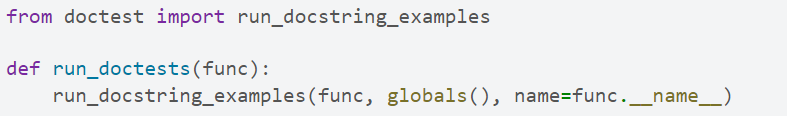 from doctest import run_docstring_examples
def run_doctests(func):
    run_docstring_examples(func, globals(), name=func.__name__)